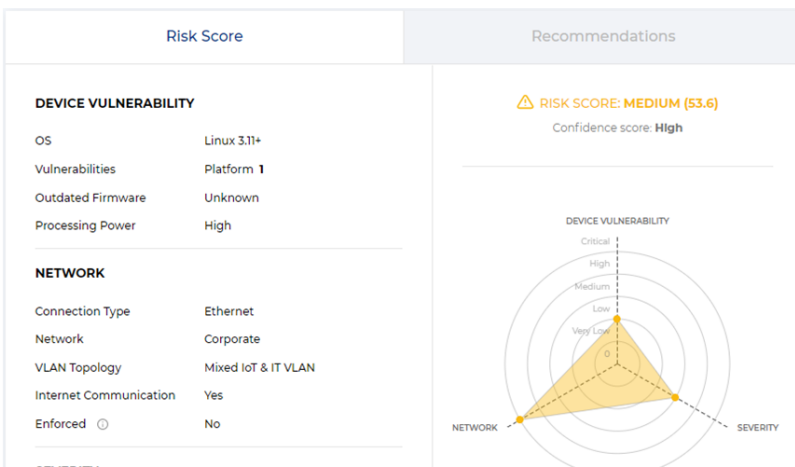 Risk Score
Recommendations
DEVICE VULNERABILITY
OS Linux 3.11+
Vulnerabilities Platform 1
Outdated Firmware Unknown
Processing Power High
NETWORK
Connection Type Ethernet
Network Corporate
VLAN Topology Mixed IoT & IT VLAN
Internet Communication Yes
Enforced No
RISK SCORE: MEDIUM (53.6)
Confidence score: HIgh
DEVICE VULNERABILITY
Critical
High
Medium
Low
Very Low
0
NETWORK
SEVERITY